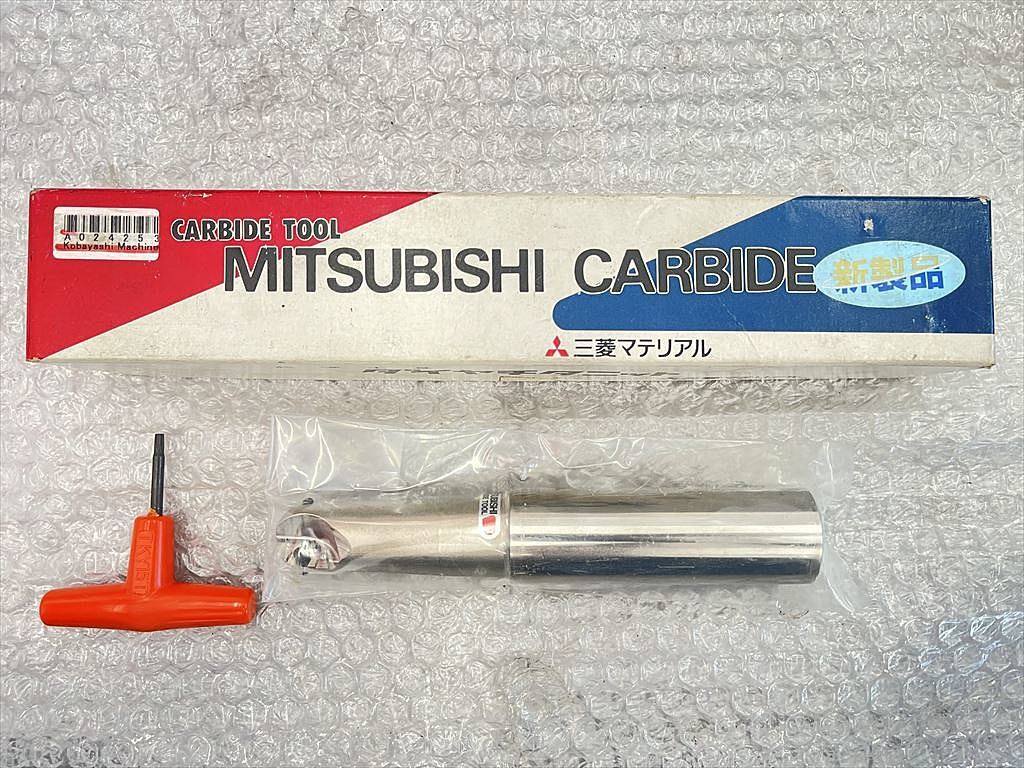 A024253
Kobayashi Machine
CARBIDE TOOL
MITSUBISHI CARBIDE
新製品
三菱マテリアル